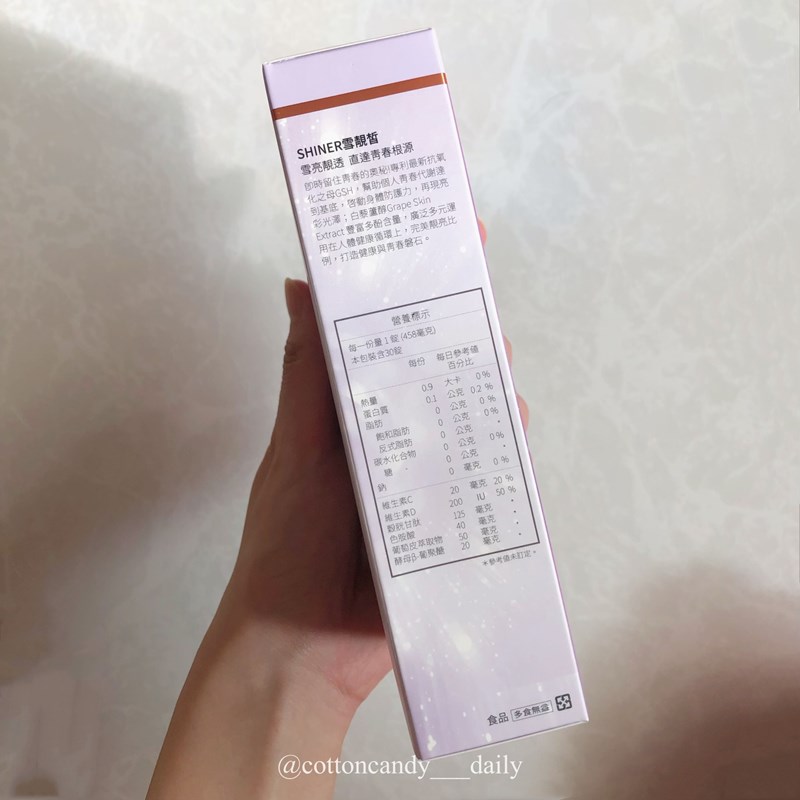 SHINER雪靚皙
雪亮靚透 直達青春根源
即時留住青春的奧秘!專利最新抗氧
化之母GSH，幫助個人青春代謝達
到基底，啓動身體防護力，再現亮
彩光澤；白藜蘆醇Grape Skin
Extract 豐富多酚含量，廣泛多元運
用在人體健康循環上，完美靚亮比
例，打造健康與青春磐石。
營養標示
每一份量 1 錠 (458毫克)
本包裝含30錠
每份 每日參考值
百分比
熱量 0.9 大卡 0 %
蛋白質 0.1 公克 0.2 %
脂肪 0 公克 0 %
飽和脂肪 0 公克 0 %
反式脂肪 0 公克 *
碳水化合物 0 公克 0 %
糖 0 公克 *
鈉 0 毫克 0 %
維生素C 20 毫克 20 %
維生素D 200 IU 50 %
穀胱甘肽 125 毫克 *
色胺酸 40 毫克 *
葡萄皮萃取物 50 毫克 *
酵母β-葡聚醣 20 毫克 *
*參考值未訂定。
食品 多食無益
@cottoncandy___daily